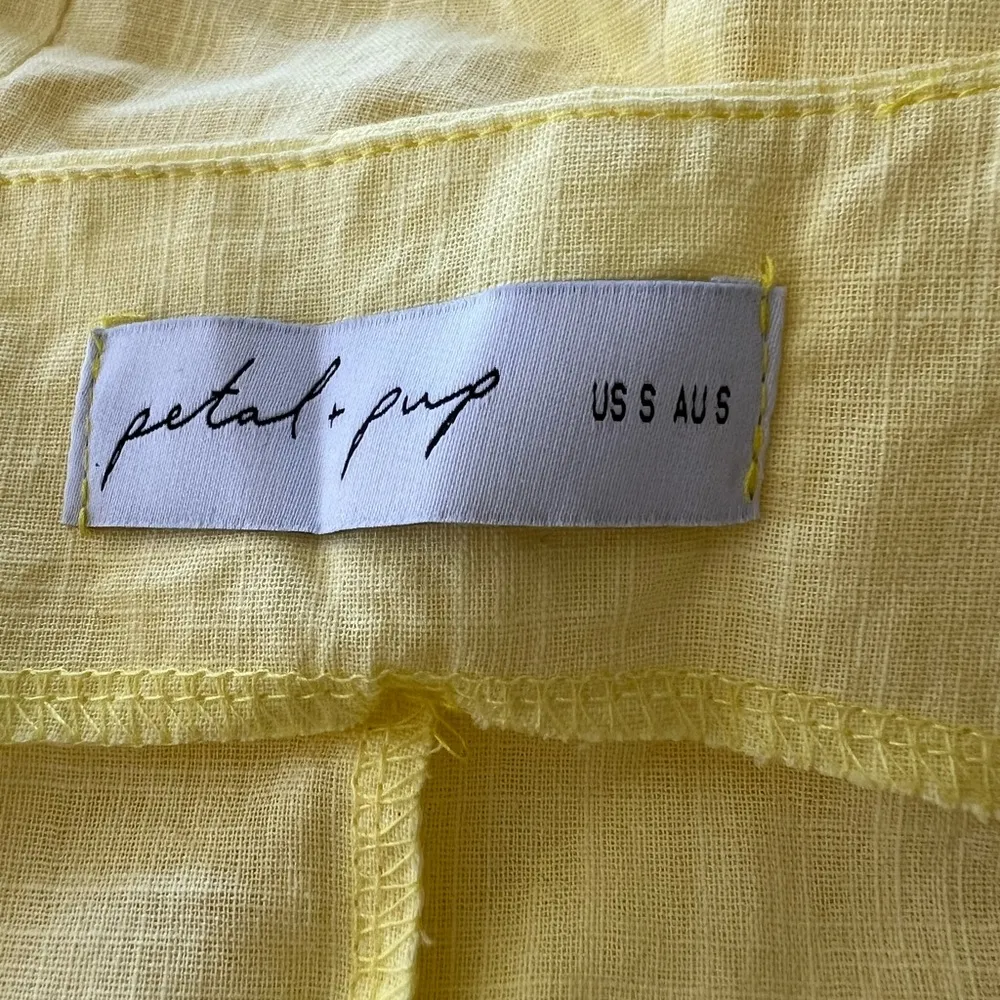 petal + pup US S AU S